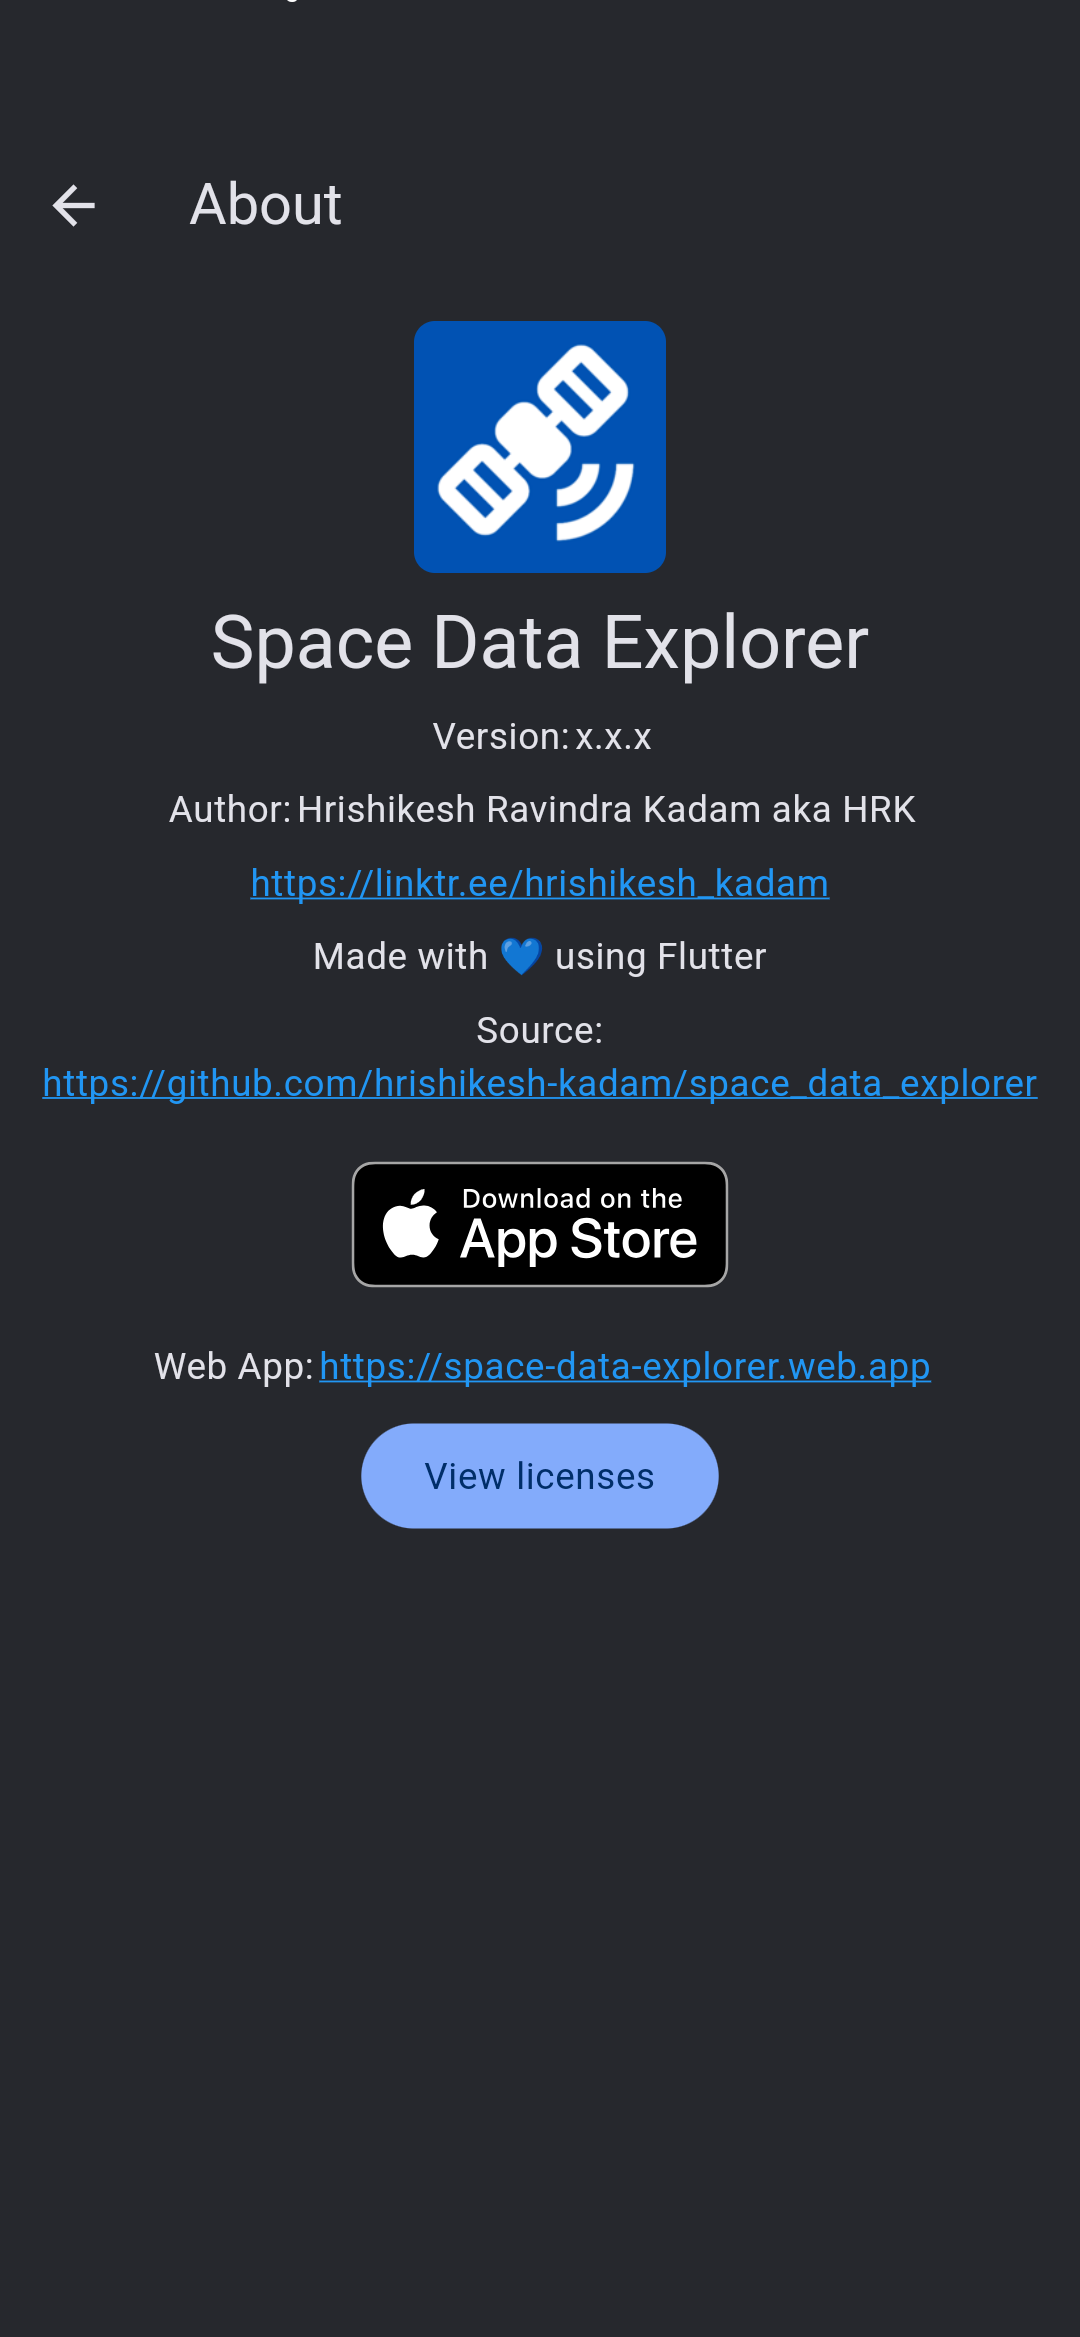 About
Space Data Explorer
Version: x.x.x
Author: Hrishikesh Ravindra Kadam aka HRK
https://linktr.ee/hrishikesh_kadam
Made with 💙 using Flutter
Source:
https://github.com/hrishikesh-kadam/space_data_explorer
Download on the
App Store
Web App: https://space-data-explorer.web.app
View licenses